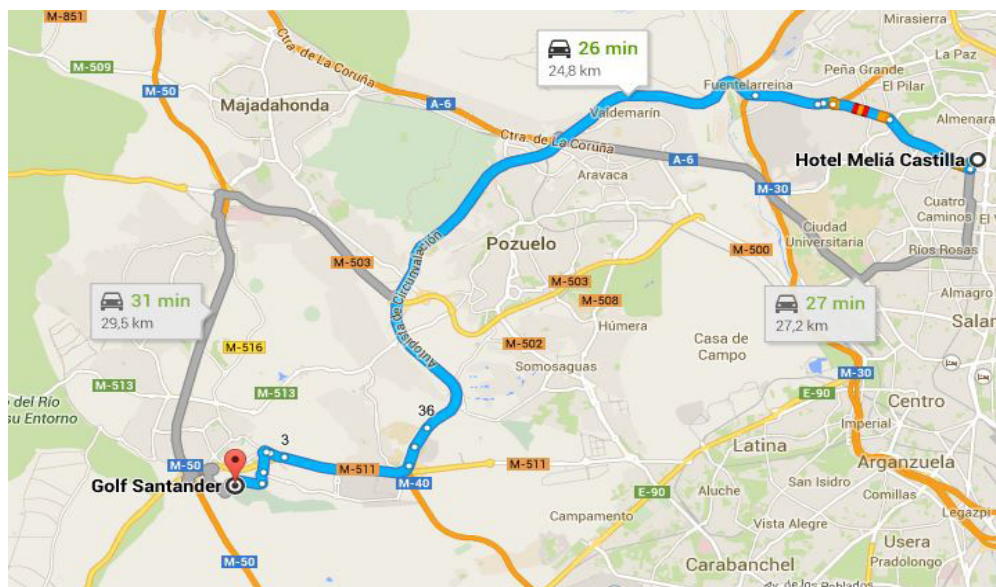 M-851
Mirasierra
La Paz
M-509
Ctra. de La Coruña
26 min
24,8 km
Peña Grande
Fuentelarreina
El Pilar
M-50
Majadahonda
A-6
Valdemarín
Almenara
Ctra. de La Coruña
Hotel Meliá Castilla
A-6
Aravaca
M-30
Cuatro
Caminos
Ciudad
Universitaria
Pozuelo
M-500
Ríos Rosas
M-503
Autopista de Circunvalación
M-503
31 min
29,5 km
M-508
27 min
27,2 km
Almagro
Húmera
M-516
M-502
Casa de
Campo
Somosaguas
M-30
M-513
M-513
E-90
Centro
o del Río
su Entorno
36
Imperial
3
Latina
M-50
M-511
M-511
Arganzuela
Golf Santander
M-40
San Isidro
E-90
Aluche
Comillas
Legazpi
Campamento
Vista Alegre
Usera
M-50
Carabanchel
Pradolongo